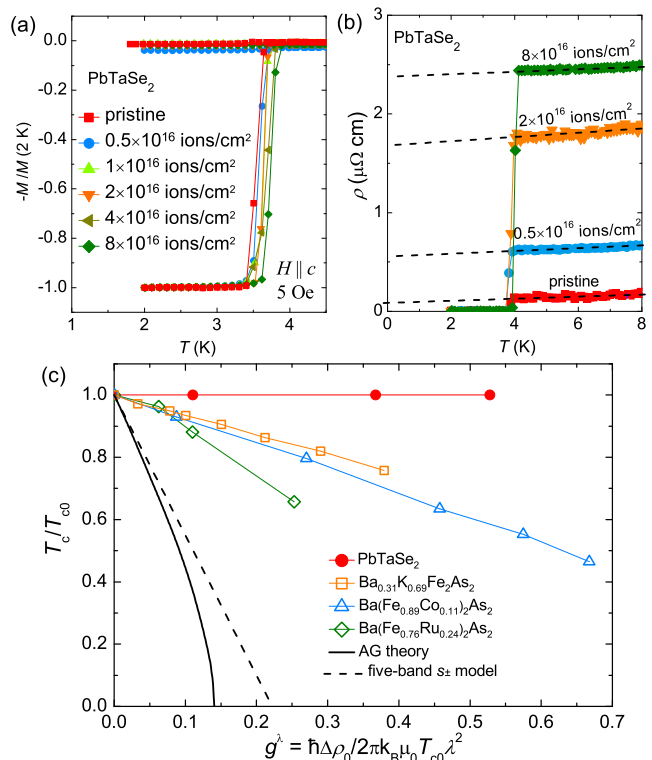 (a)
0.0
-0.2
-0.4
-0.6
-0.8
-1.0
-M/M (2 K)
PbTaSe2
pristine
0.5×10^16 ions/cm^2
1×10^16 ions/cm^2
2×10^16 ions/cm^2
4×10^16 ions/cm^2
8×10^16 ions/cm^2
H || c
5 Oe
1 2 3 4
T (K)
(b)
3
2
1
0
ρ (μΩ cm)
PbTaSe2
8×10^16 ions/cm^2
2×10^16 ions/cm^2
0.5×10^16 ions/cm^2
pristine
0 2 4 6 8
T (K)
(c)
1.0
0.8
0.6
0.4
0.2
0.0
Tc/Tc0
PbTaSe2
Ba0.31K0.69Fe2As2
Ba(Fe0.89Co0.11)2As2
Ba(Fe0.76Ru0.24)2As2
AG theory
five-band s± model
0.0 0.1 0.2 0.3 0.4 0.5 0.6 0.7
g^λ = ħΔρ0/2πkBμ0Tc0λ^2